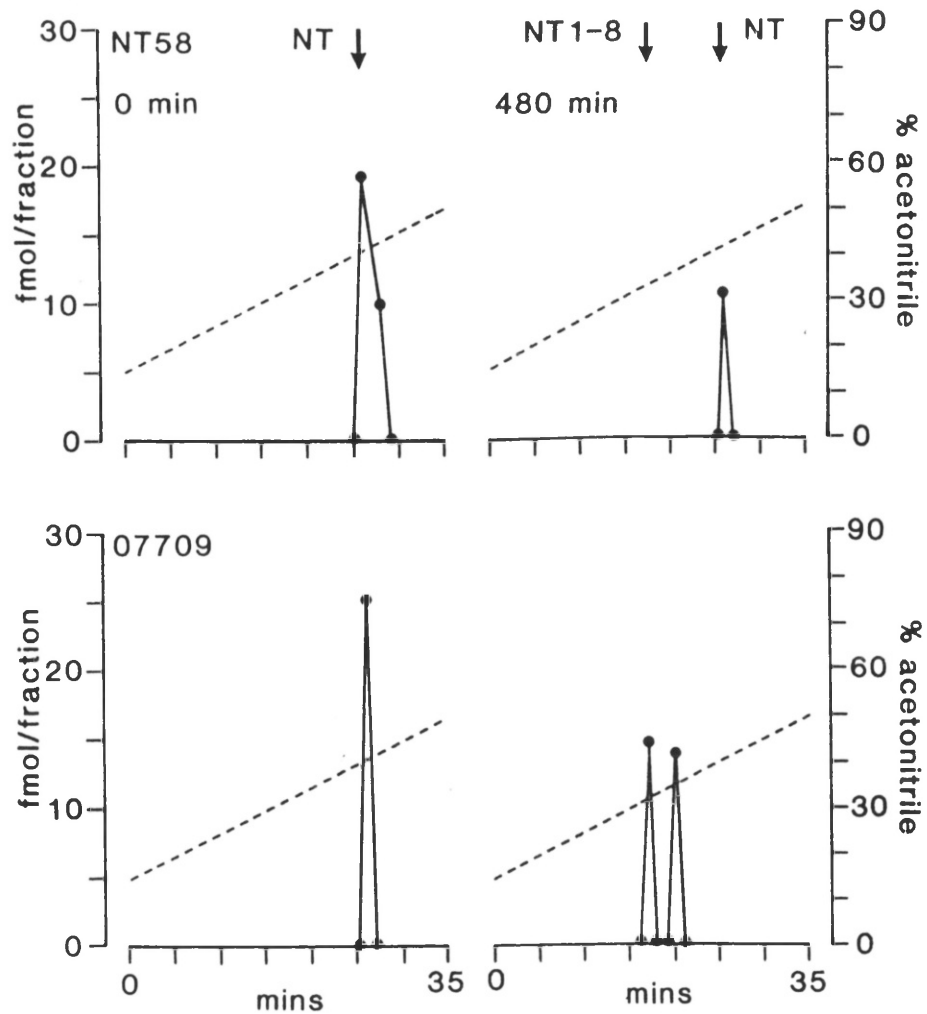 30
NT58
NT
0 min
20
10
0
fmol/fraction
NT1-8
NT
480 min
90
60
30
0
% acetonitrile
30
07709
20
10
0
fmol/fraction
0
mins
35
90
60
30
0
% acetonitrile
0
mins
35